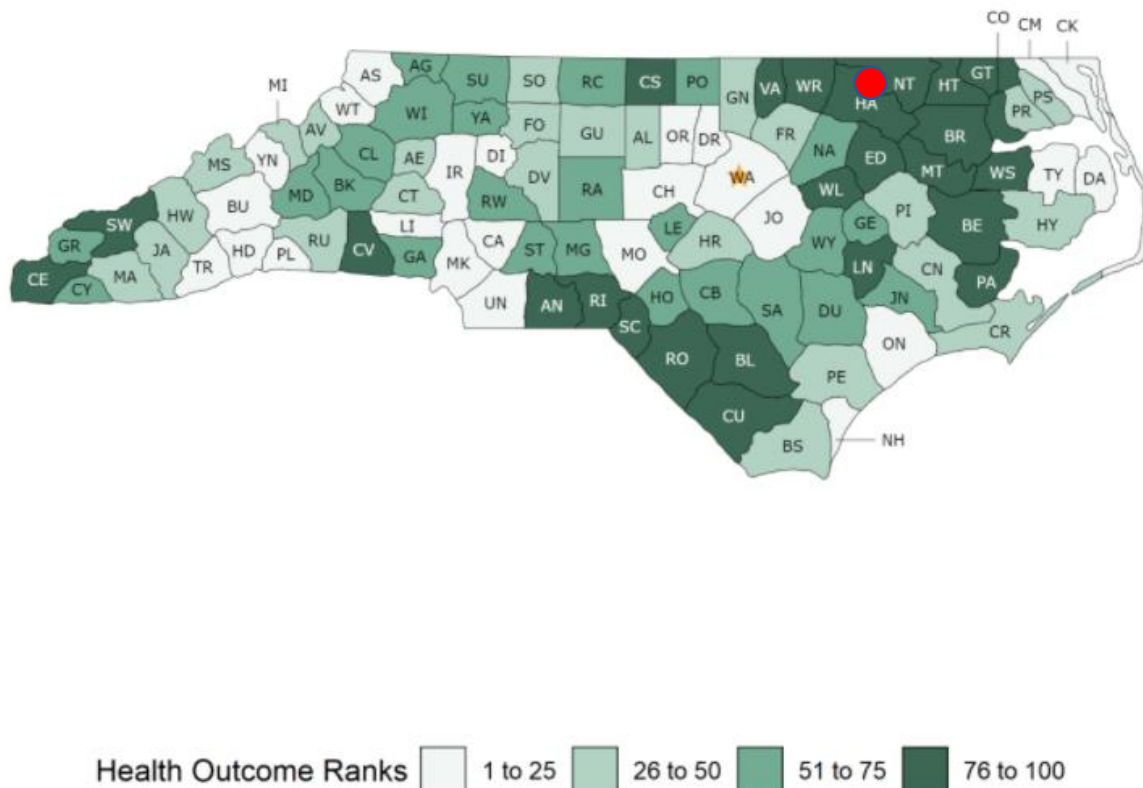 CO CM CK
AS AG SU SO RC CS PO GN VA WR HA NT HT GT
MI WT WI YA FO GU AL OR DR FR BR PR PS
MS AV YN CL AE IR DI DV RA CH WA NA ED MT WS TY DA
MD BK CT RW JO WL PI BE HY
SW HW BU LI CA LE HR WY GE
GR JA HD PL RU CV GA MK ST MG MO LN CN PA
CE CY MA TR UN AN RI SC HO CB SA DU JN CR
RO BL PE ON
CU BS NH
Health Outcome Ranks 1 to 25 26 to 50 51 to 75 76 to 100